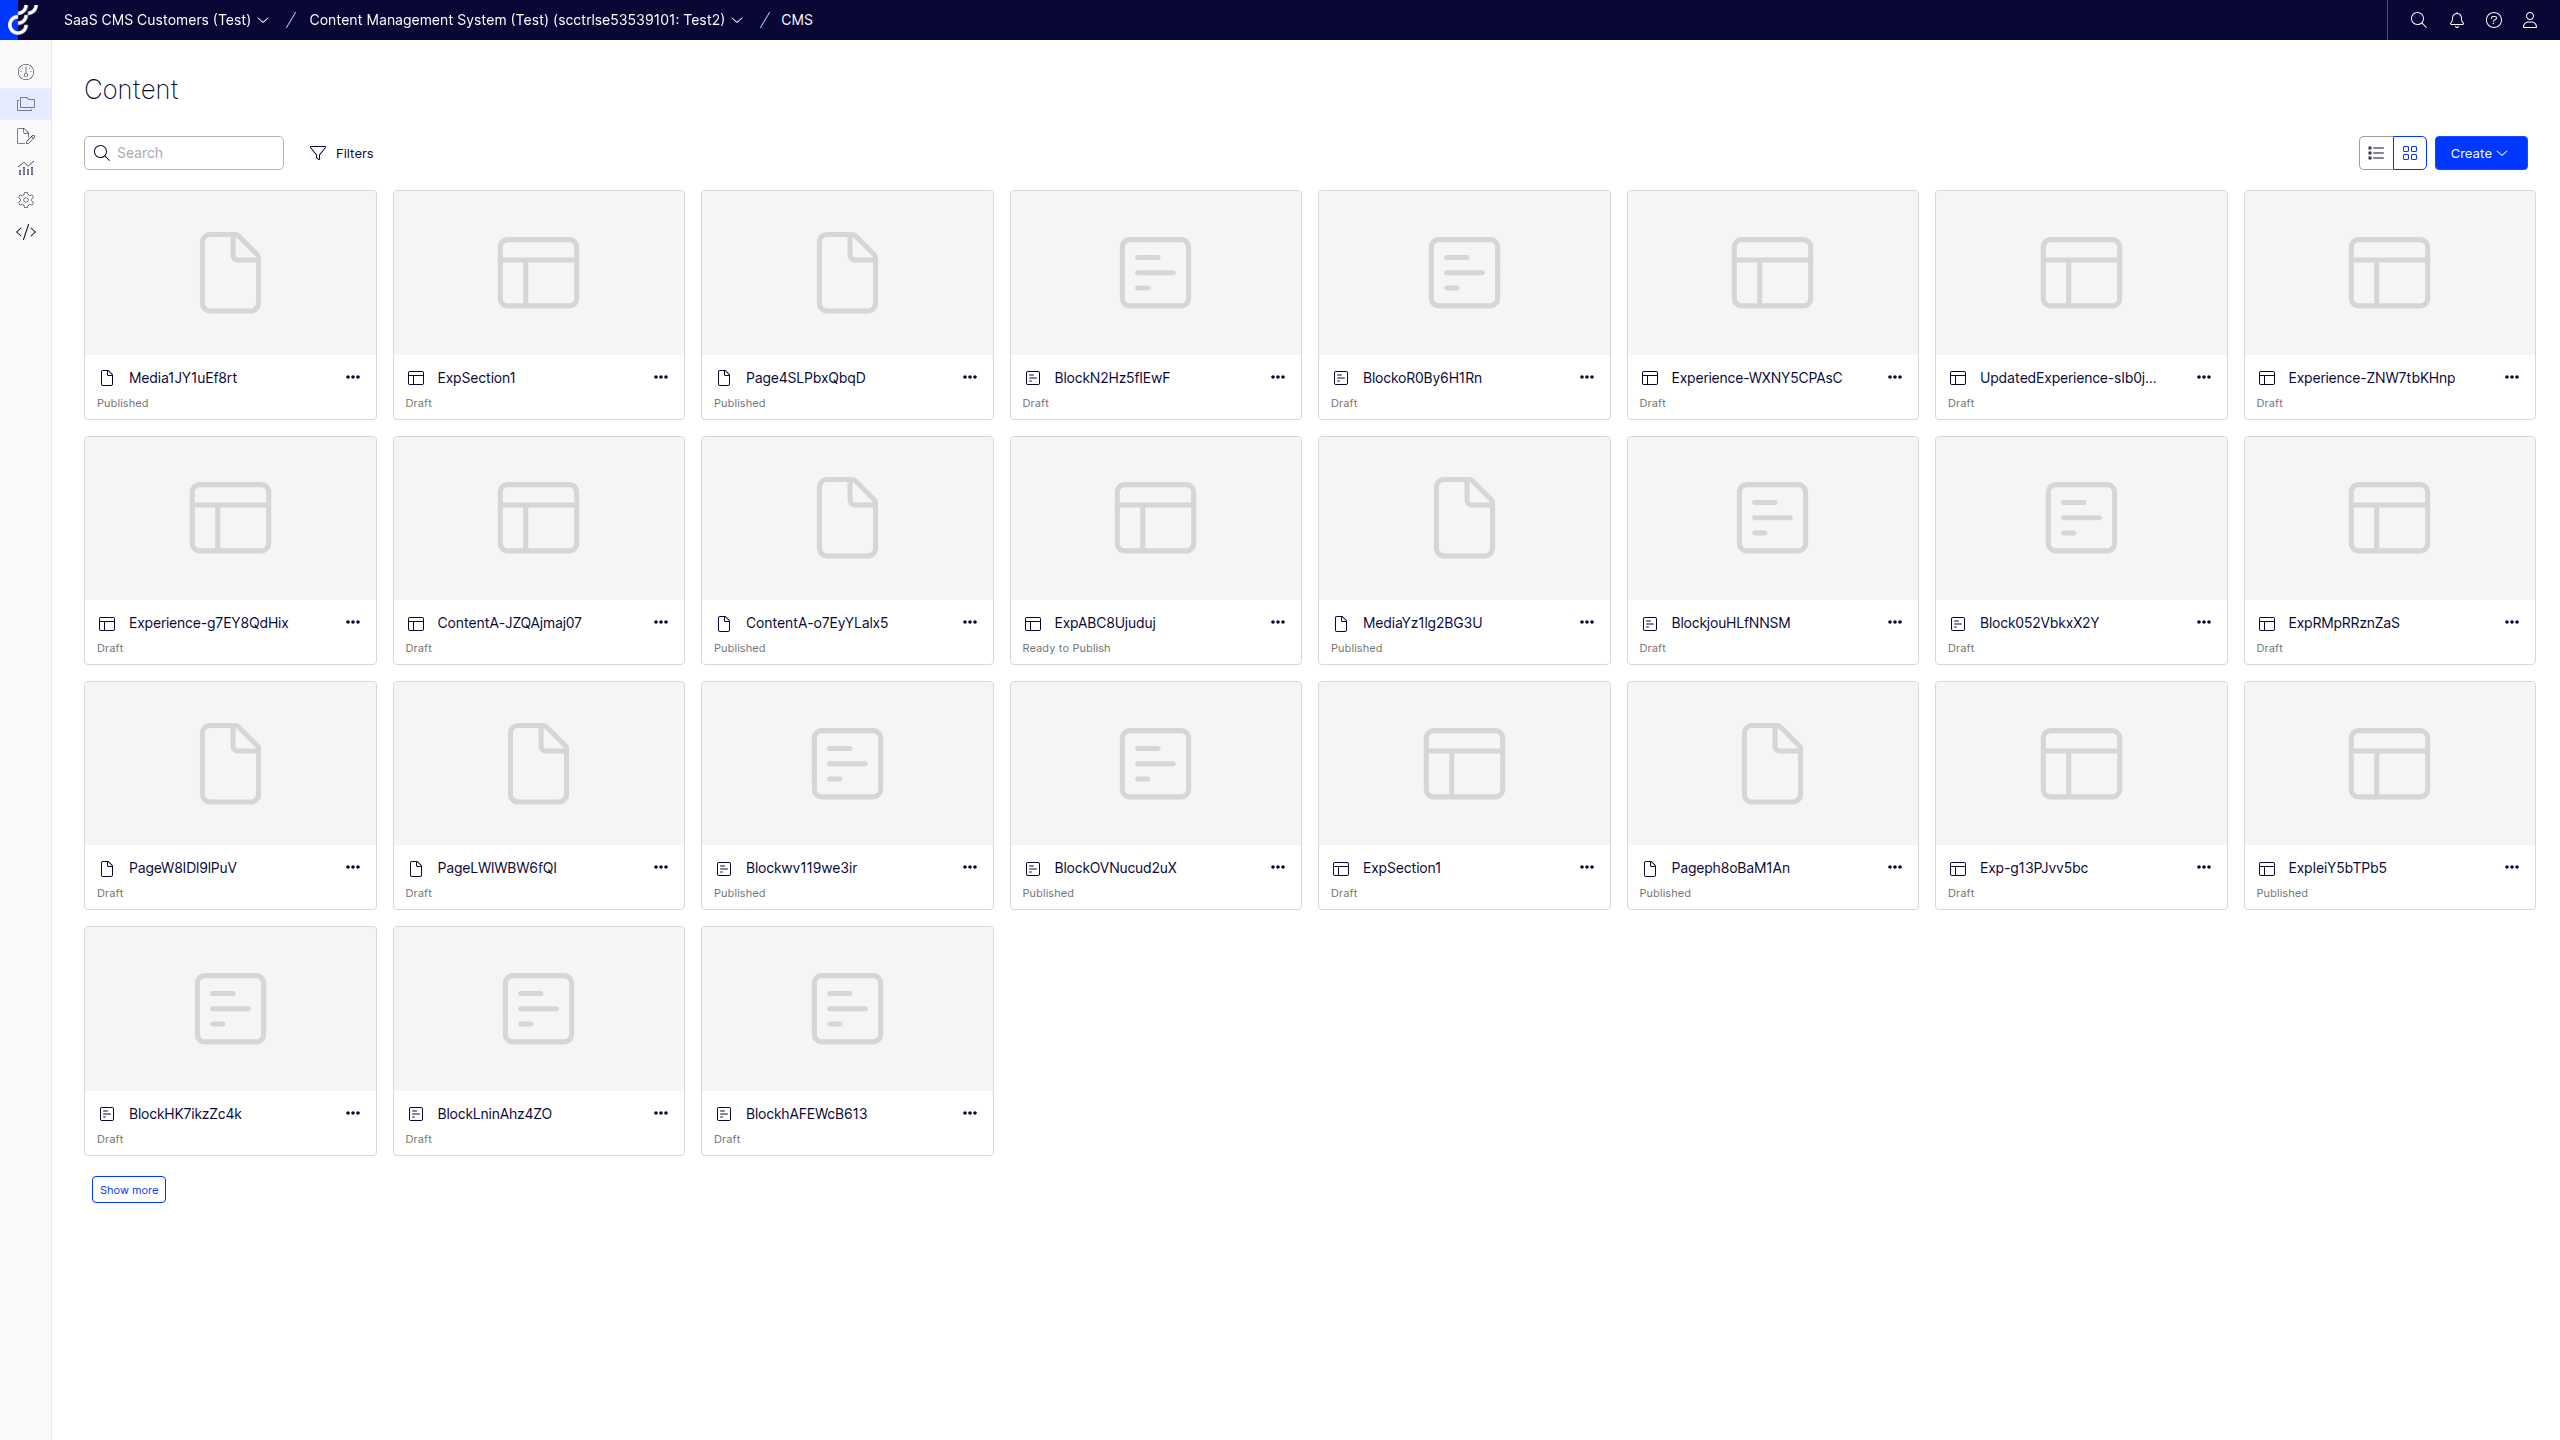 SaaS CMS Customers (Test) / Content Management System (Test) (scctrlse53539101: Test2) / CMS
Content
Search
Filters
Create
Media1JY1uEf8rt
Published
ExpSection1
Draft
Page4SLPbxQbqD
Published
BlockN2Hz5fIEwF
Draft
BlockoR0By6H1Rn
Draft
Experience-WXNY5CPAsC
Draft
UpdatedExperience-slb0j...
Draft
Experience-ZNW7tbKHnp
Draft
Experience-g7EY8QdHix
Draft
ContentA-JZQAjmaj07
Draft
ContentA-o7EyYLalx5
Published
ExpABC8Ujuduj
Ready to Publish
MediaYz1lg2BG3U
Published
BlockjouHLfNNSM
Draft
Block052VbkxX2Y
Draft
ExpRMpRRznZaS
Draft
PageW8IDI9lPuV
Draft
PageLWlWBW6fQl
Draft
Blockwv119we3ir
Published
BlockOVNucud2uX
Published
ExpSection1
Draft
Pageph8oBaM1An
Published
Exp-g13PJvv5bc
Draft
ExpleiY5bTPb5
Published
BlockHK7ikzZc4k
Draft
BlockLninAhz4ZO
Draft
BlockhAFEWcB613
Draft
Show more